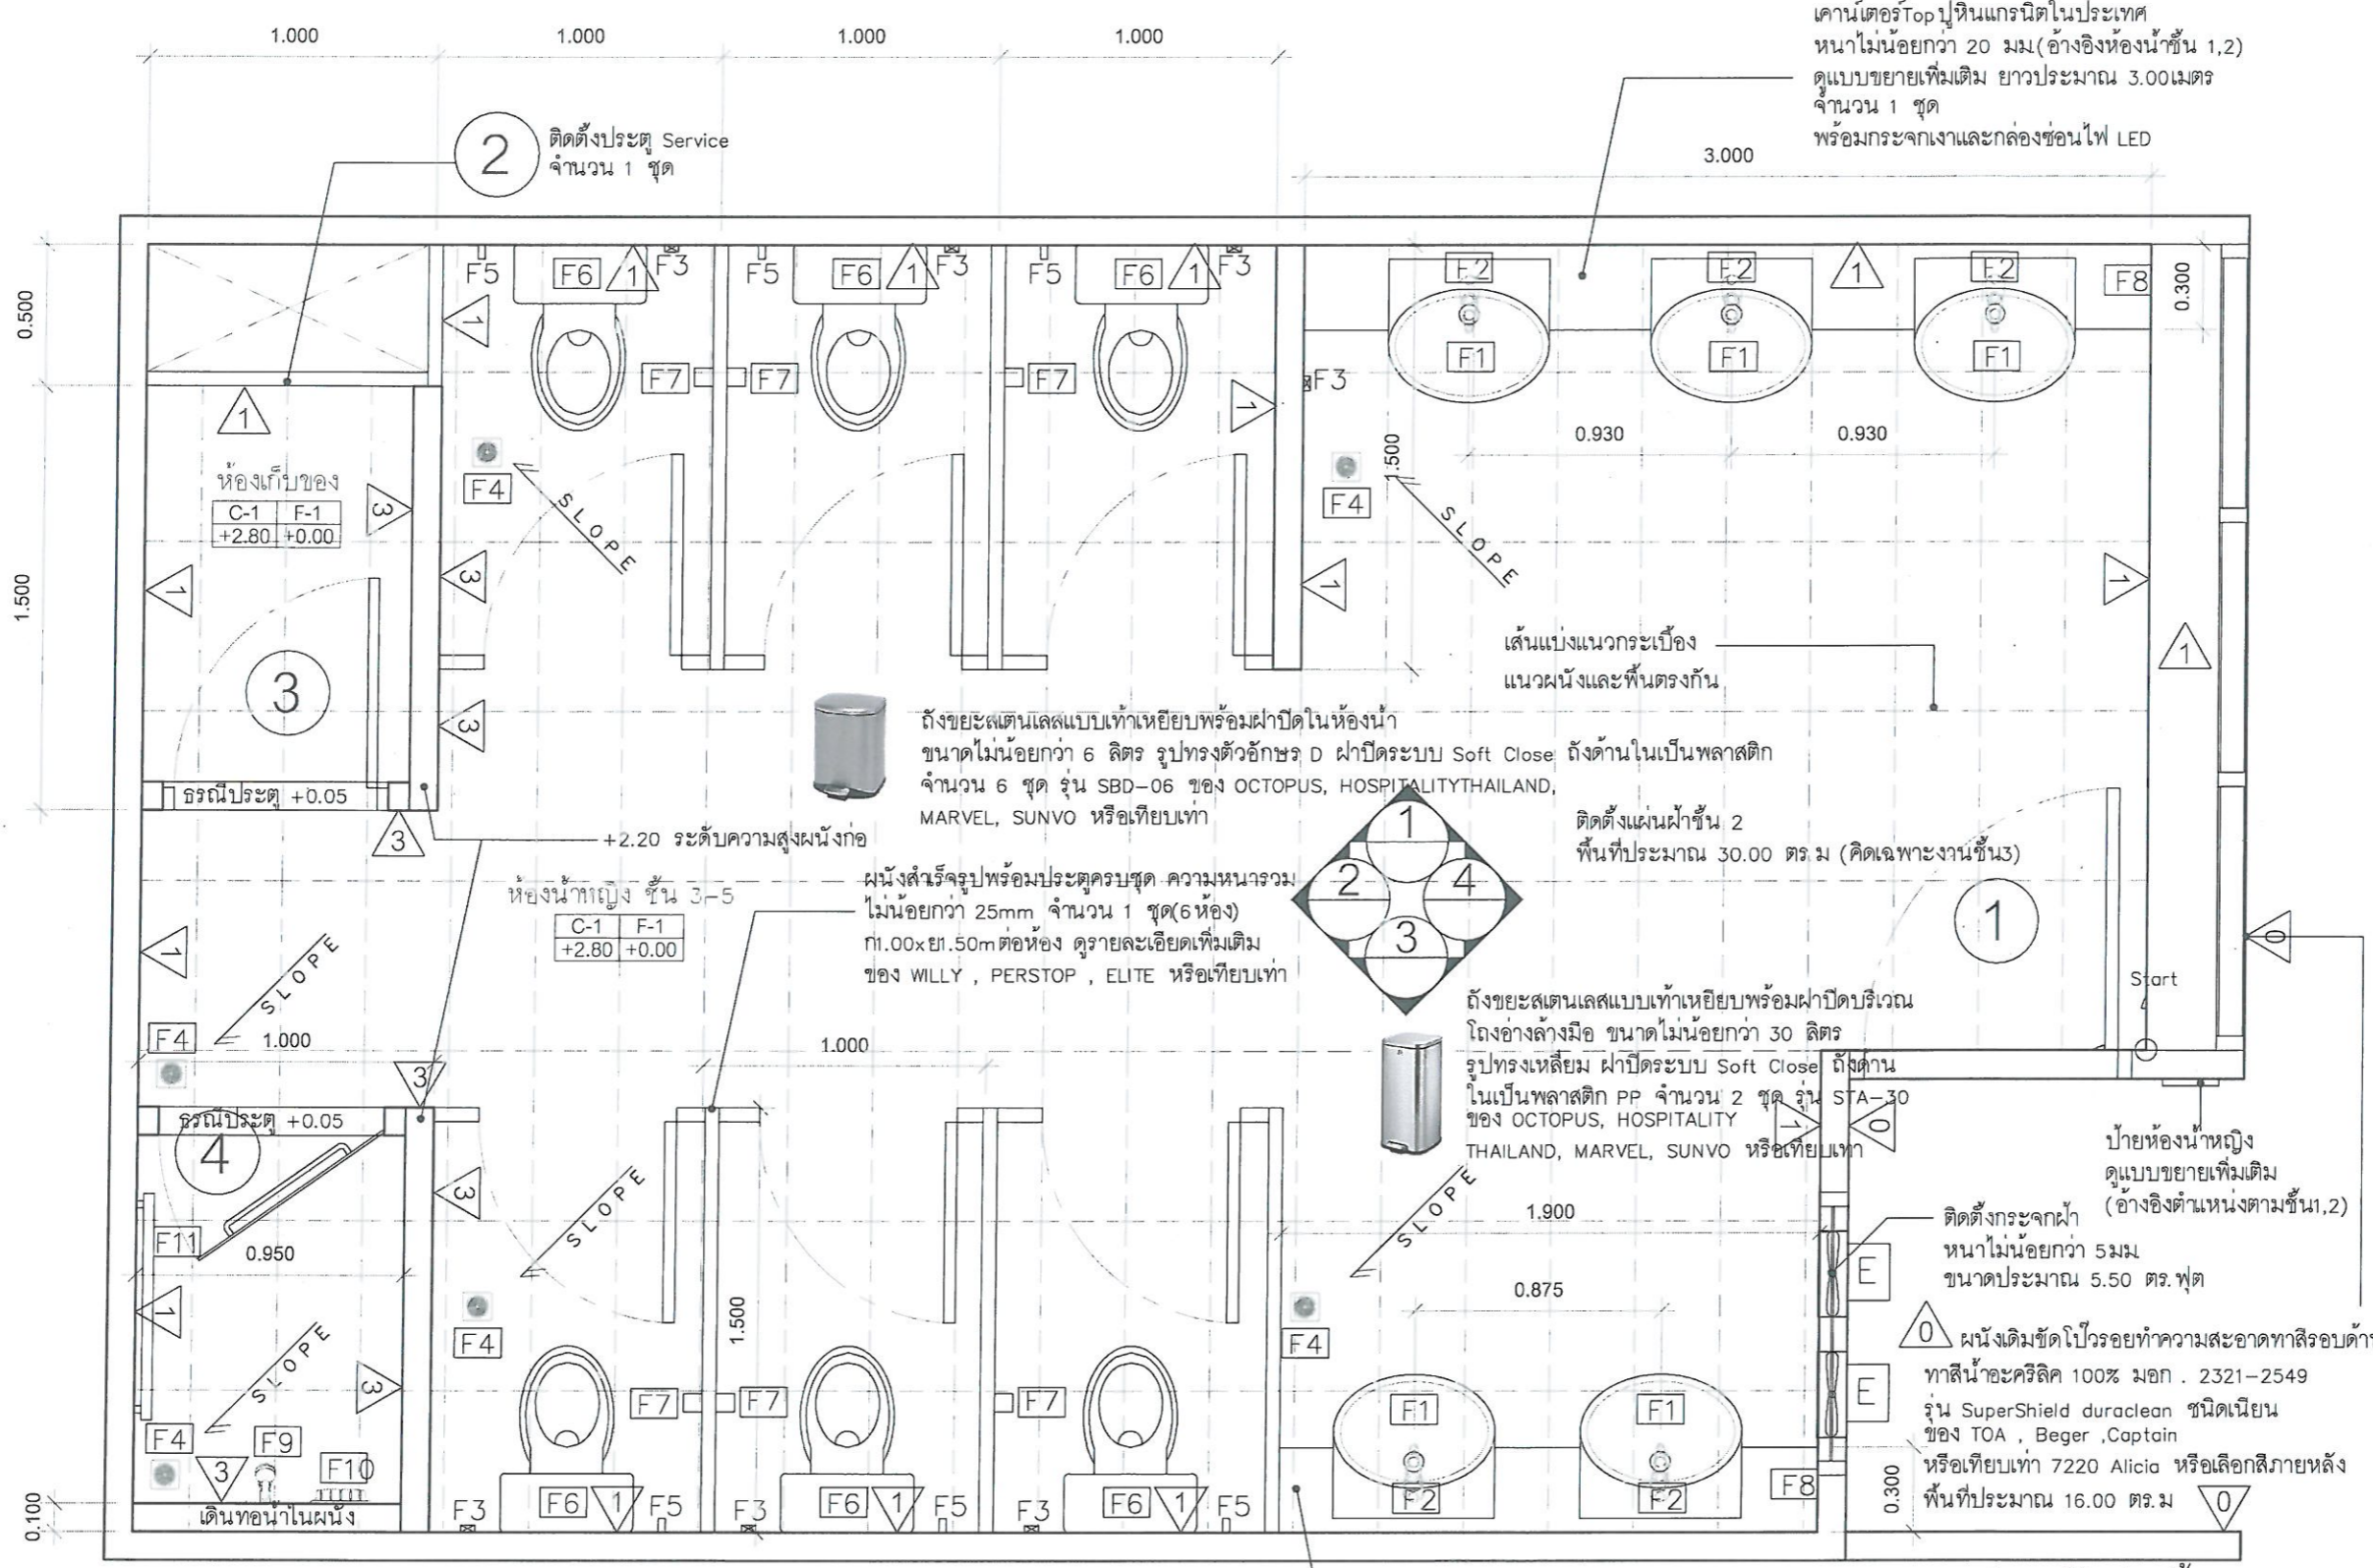 1.000
1.000
1.000
1.000
เคาน์เตอร์Topปูหินแกรนิตในประเทศ
หนาไม่น้อยกว่า 20 มม.(อ้างอิงห้องน้ำชั้น 1,2)
ดูแบบขยายเพิ่มเติม ยาวประมาณ 3.00เมตร
จำนวน 1 ชุด
พร้อมกระจกเงาและกล่องซ่อนไฟ LED
3.000
2
ติดตั้งประตู Service
จำนวน 1 ชุด
0.500
F5
F6
1
F3
F5
F6
1
F3
F5
F6
1
F3
F2
F2
1
F2
F8
0.300
1
F7
F7
F7
1
F3
F1
F1
F1
1
0.930
0.930
1.500
ห้องเก็บของ
C-1 F-1
+2.80 +0.00
3
F4
SLOPE
F4
SLOPE
1.500
1
3
1
1
3
3
เส้นแบ่งแนวกระเบื้อง
แนวผนังและพื้นตรงกัน
1
ถังขยะสเตนเลสแบบเท้าเหยียบพร้อมฝาปิดในห้องน้ำ
ขนาดไม่น้อยกว่า 6 ลิตร รูปทรงตัวอักษร D ฝาปิดระบบ Soft Close ถังด้านในเป็นพลาสติก
จำนวน 6 ชุด รุ่น SBD-06 ของ OCTOPUS, HOSPITALITYTHAILAND,
MARVEL, SUNVO หรือเทียบเท่า
ธรณีประตู +0.05
3
+2.20 ระดับความสูงผนังก่อ
ติดตั้งแผ่นฝ้าชั้น 2
พื้นที่ประมาณ 30.00 ตร.ม (คิดเฉพาะงานชั้น3)
1
2
4
3
1
0
ห้องน้ำหญิง ชั้น 3-5
C-1 F-1
+2.80 +0.00
ผนังสำเร็จรูปพร้อมประตูครบชุด ความหนารวม
ไม่น้อยกว่า 25mm จำนวน 1 ชุด(6ห้อง)
ก1.00xย1.50mต่อห้อง ดูรายละเอียดเพิ่มเติม
ของ WILLY , PERSTOP , ELITE หรือเทียบเท่า
1
SLOPE
F4
1.000
1.000
Start
ถังขยะสเตนเลสแบบเท้าเหยียบพร้อมฝาปิดบริเวณ
โถงอ่างล้างมือ ขนาดไม่น้อยกว่า 30 ลิตร
รูปทรงเหลี่ยม ฝาปิดระบบ Soft Close ถังด้าน
ในเป็นพลาสติก PP จำนวน 2 ชุด รุ่น STA-30
ของ OCTOPUS, HOSPITALITY
THAILAND, MARVEL, SUNVO หรือเทียบเท่า
3
ธรณีประตู +0.05
4
1
0
ป้ายห้องน้ำหญิง
ดูแบบขยายเพิ่มเติม
(อ้างอิงตำแหน่งตามชั้น1,2)
3
SLOPE
SLOPE
1.900
ติดตั้งกระจกฝ้า
หนาไม่น้อยกว่า 5มม.
ขนาดประมาณ 5.50 ตร.ฟุต
F11
0.950
E
0.875
1
F4
1.500
F4
SLOPE
3
0
ผนังเดิมขัดโป๊วรอยทำความสะอาดทาสีรอบด้าน
ทาสีน้ำอะคริลิค 100% มอก . 2321-2549
รุ่น SuperShield duraclean ชนิดเนียน
ของ TOA , Beger ,Captain
หรือเทียบเท่า 7220 Alicia หรือเลือกสีภายหลัง
พื้นที่ประมาณ 16.00 ตร.ม
0
E
F7
F7
F7
F1
F1
F4
F9
3
F10
F8
0.300
0.100
เดินท่อน้ำในผนัง
F3
F6
1
F5
F3
F6
1
F5
F3
F6
1
F5
F2
F2